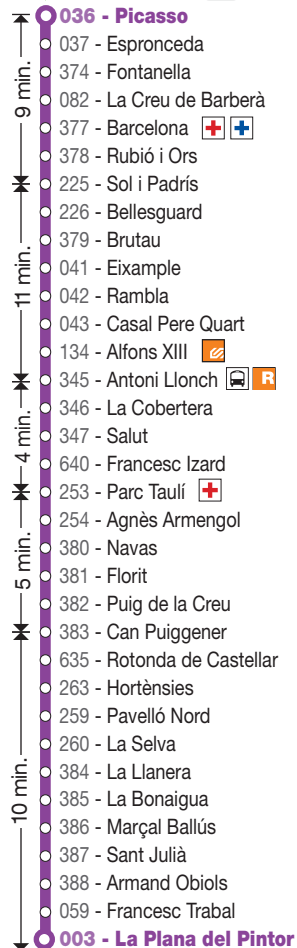 036 - Picasso
037 - Espronceda
374 - Fontanella
082 - La Creu de Barberà
377 - Barcelona
378 - Rubió i Ors
225 - Sol i Padrís
226 - Bellesguard
379 - Brutau
041 - Eixample
042 - Rambla
043 - Casal Pere Quart
134 - Alfons XIII
345 - Antoni Llonch R
346 - La Cobertera
347 - Salut
640 - Francesc Izard
253 - Parc Taulí
254 - Agnès Armengol
380 - Navas
381 - Florit
382 - Puig de la Creu
383 - Can Puiggener
635 - Rotonda de Castellar
263 - Hortènsies
259 - Pavelló Nord
260 - La Selva
384 - La Llanera
385 - La Bonaigua
386 - Marçal Ballús
387 - Sant Julià
388 - Armand Obiols
059 - Francesc Trabal
003 - La Plana del Pintor
9 min.
11 min.
4 min.
5 min.
10 min.